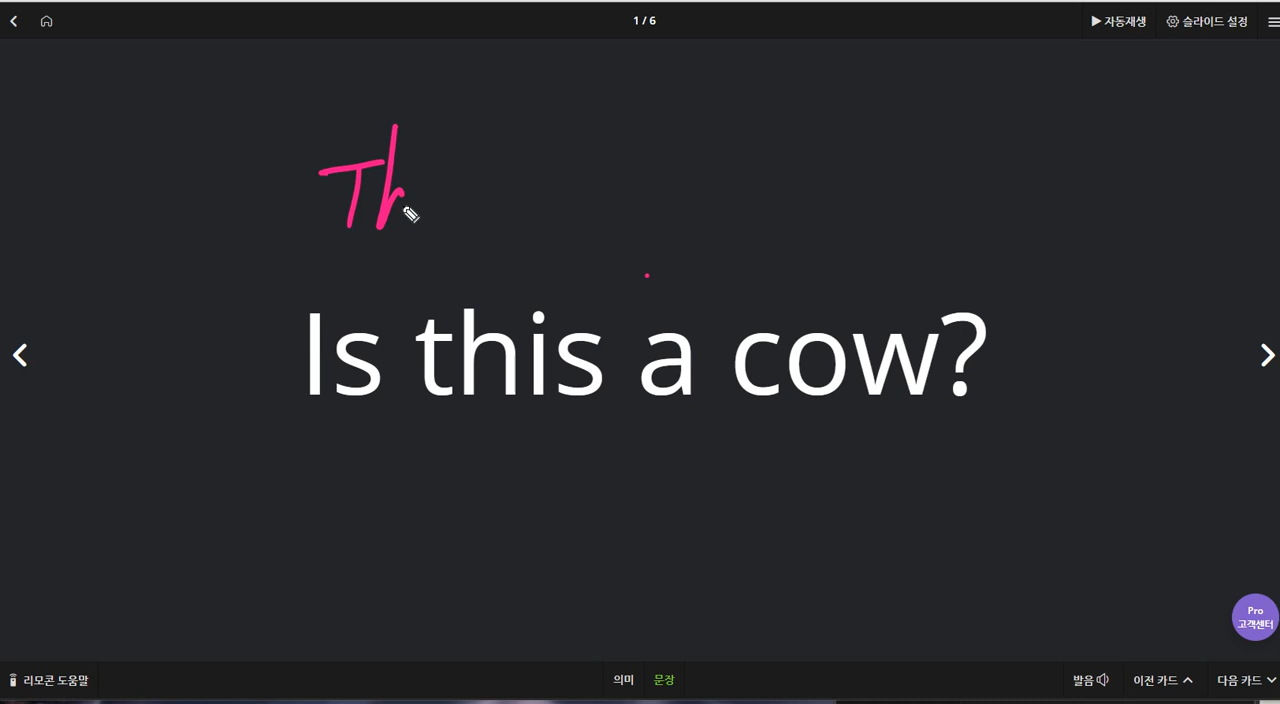 1 / 6
자동재생
슬라이드 설정
Th
Is this a cow?
Pro
고객센터
리모콘 도움말
의미
문장
발음
이전 카드
다음 카드